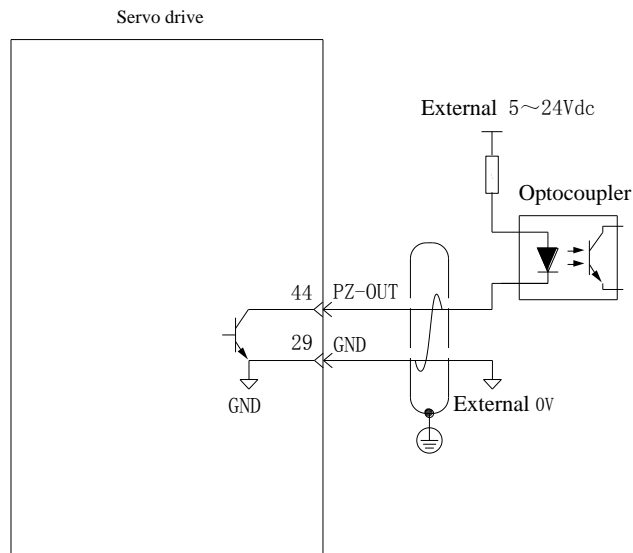 Servo drive
External 5～24Vdc
Optocoupler
44 PZ-OUT
29 GND
GND
External 0V